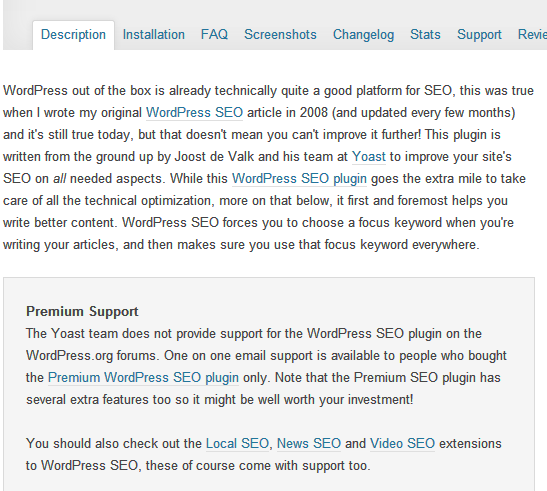 Description Installation FAQ Screenshots Changelog Stats Support
WordPress out of the box is already technically quite a good platform for SEO, this was true
when I wrote my original WordPress SEO article in 2008 (and updated every few months)
and it's still true today, but that doesn't mean you can't improve it further! This plugin is
written from the ground up by Joost de Valk and his team at Yoast to improve your site's
SEO on all needed aspects. While this WordPress SEO plugin goes the extra mile to take
care of all the technical optimization, more on that below, it first and foremost helps you
write better content. WordPress SEO forces you to choose a focus keyword when you're
writing your articles, and then makes sure you use that focus keyword everywhere.
Premium Support
The Yoast team does not provide support for the WordPress SEO plugin on the
WordPress.org forums. One on one email support is available to people who bought
the Premium WordPress SEO plugin only. Note that the Premium SEO plugin has
several extra features too so it might be well worth your investment!
You should also check out the Local SEO, News SEO and Video SEO extensions
to WordPress SEO, these of course come with support too.